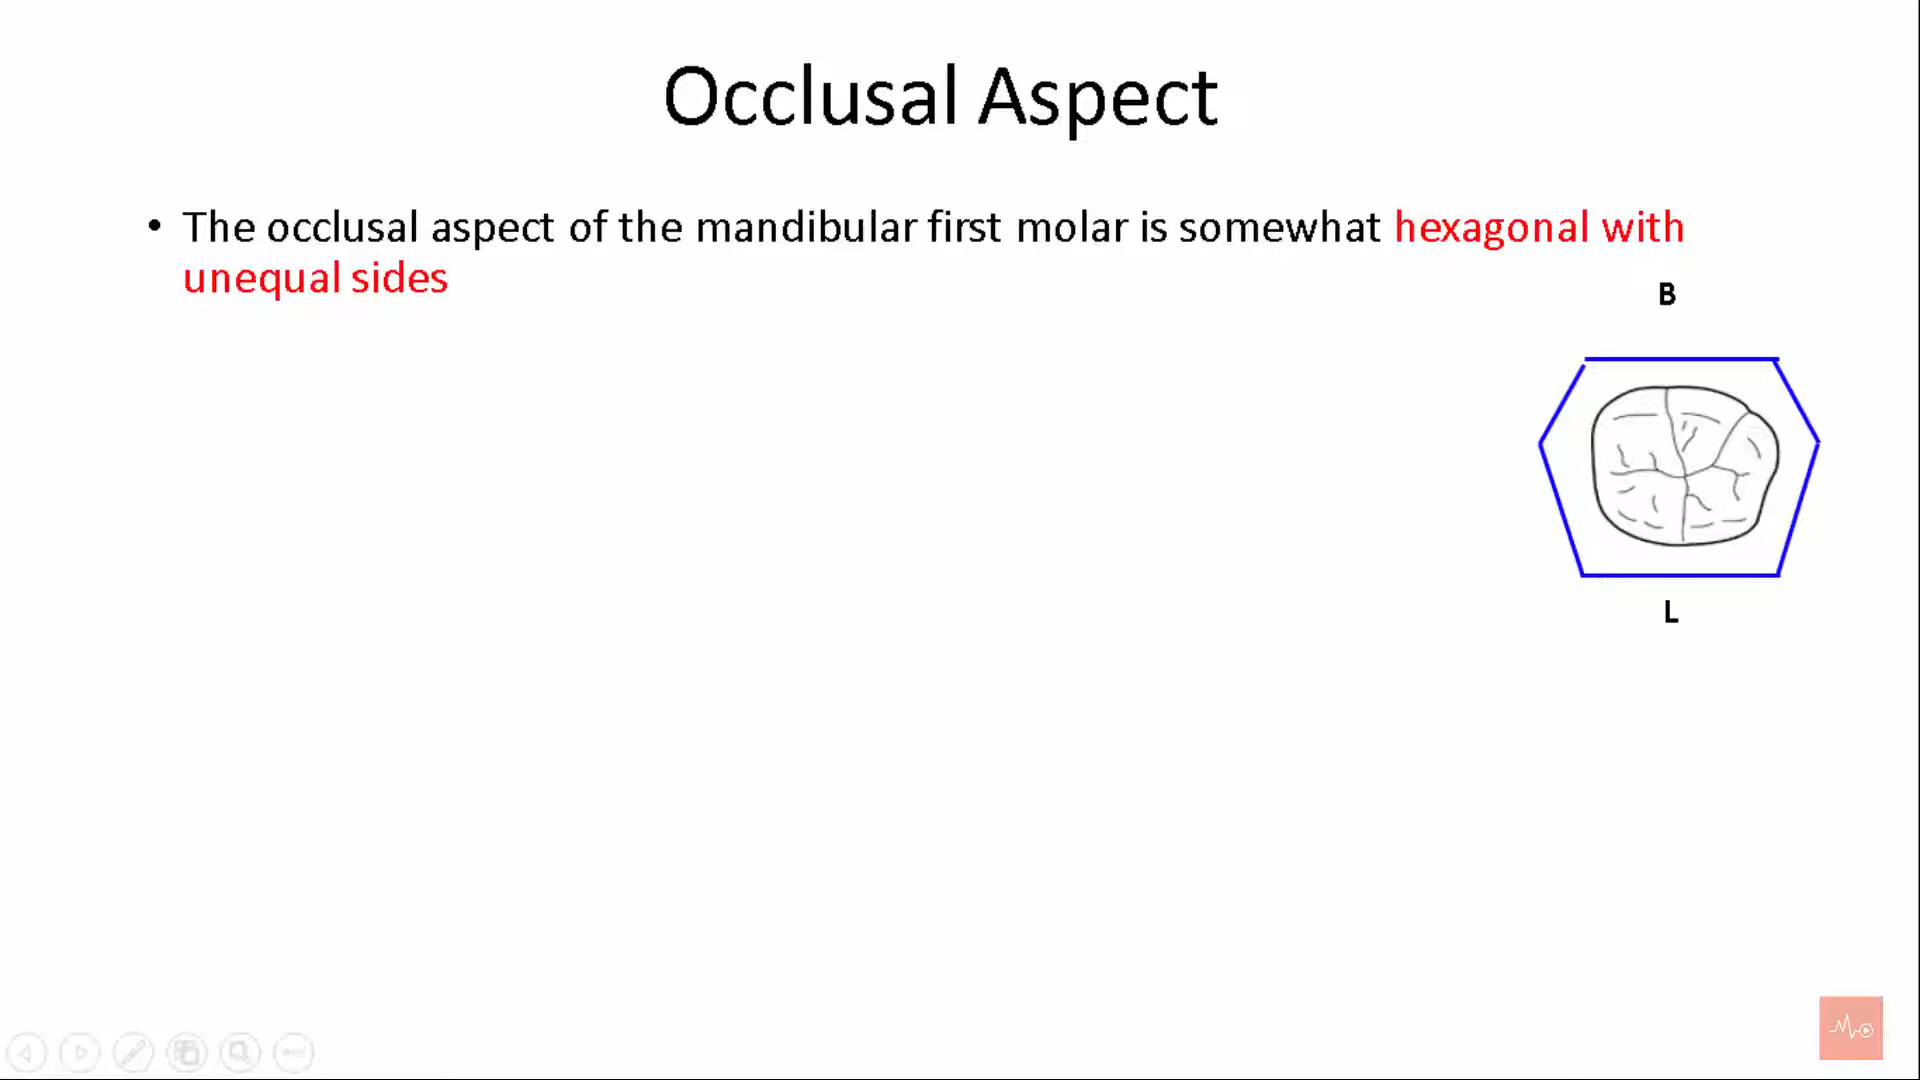 Occlusal Aspect
• The occlusal aspect of the mandibular first molar is somewhat hexagonal with
unequal sides
B
L